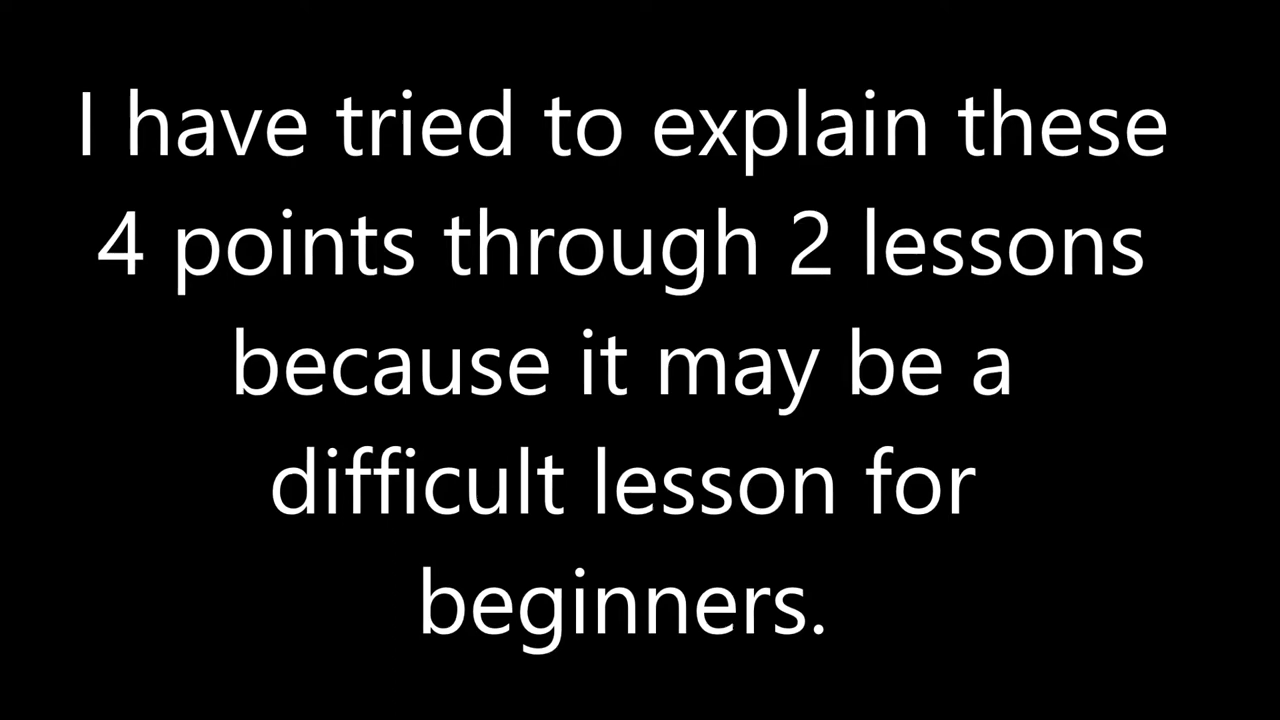 I have tried to explain these
4 points through 2 lessons
because it may be a
difficult lesson for
beginners.